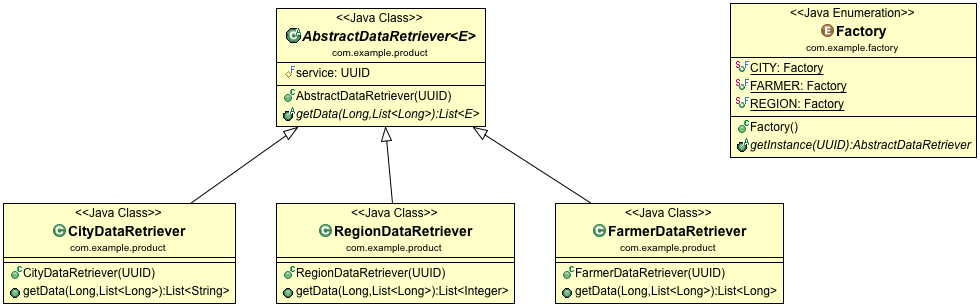 <<Java Class>>
AbstractDataRetriever<E>
com.example.product
service: UUID
AbstractDataRetriever(UUID)
getData(Long,List<Long>):List<E>
<<Java Enumeration>>
Factory
com.example.factory
CITY: Factory
FARMER: Factory
REGION: Factory
Factory()
getInstance(UUID):AbstractDataRetriever
<<Java Class>>
CityDataRetriever
com.example.product
CityDataRetriever(UUID)
getData(Long,List<Long>):List<String>
<<Java Class>>
RegionDataRetriever
com.example.product
RegionDataRetriever(UUID)
getData(Long,List<Long>):List<Integer>
<<Java Class>>
FarmerDataRetriever
com.example.product
FarmerDataRetriever(UUID)
getData(Long,List<Long>):List<Long>